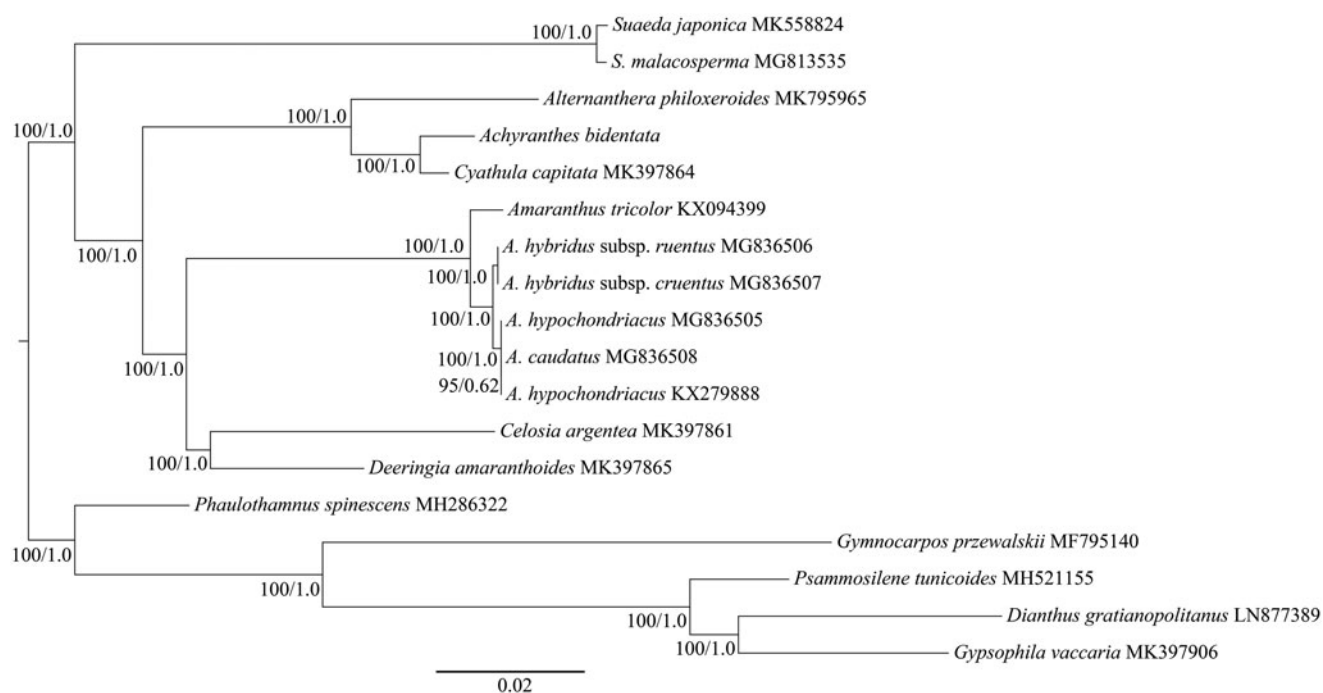 100/1.0
Suaeda japonica MK558824
S. malacosperma MG813535
100/1.0
100/1.0
Alternanthera philoxeroides MK795965
Achyranthes bidentata
100/1.0
Cyathula capitata MK397864
100/1.0
100/1.0
Amaranthus tricolor KX094399
A. hybridus subsp. ruentus MG836506
100/1.0
A. hybridus subsp. cruentus MG836507
100/1.0
A. hypochondriacus MG836505
100/1.0
A. caudatus MG836508
100/1.0
95/0.62
A. hypochondriacus KX279888
Celosia argentea MK397861
100/1.0
Deeringia amaranthoides MK397865
Phaulothamnus spinescens MH286322
100/1.0
Gymnocarpos przewalskii MF795140
100/1.0
Psammosilene tunicoides MH521155
100/1.0
Dianthus gratianopolitanus LN877389
100/1.0
Gypsophila vaccaria MK397906
0.02